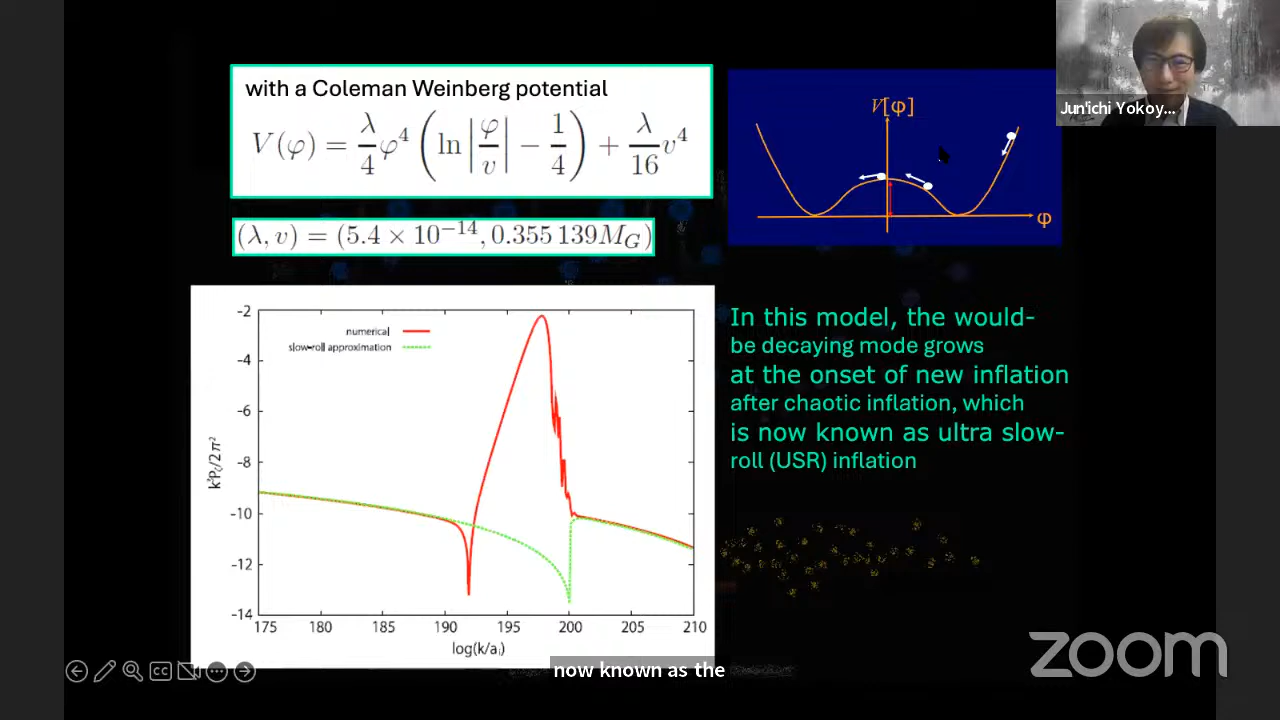 with a Coleman Weinberg potential
V(φ) = λ/4 φ⁴ (ln |φ/v| − 1/4) + λ/16 v⁴
(λ, v) = (5.4 × 10⁻¹⁴, 0.355 139M_G)
V[φ]
φ
Jun'ichi Yokoy...
numerical
slow-roll approximation
k³P_ζ/2π²
-2
-4
-6
-8
-10
-12
-14
175 180 185 190 195 200 205 210
log(k/aᵢ)
In this model, the would-
be decaying mode grows
at the onset of new inflation
after chaotic inflation, which
is now known as ultra slow-
roll (USR) inflation
CC
now known as the
zoom